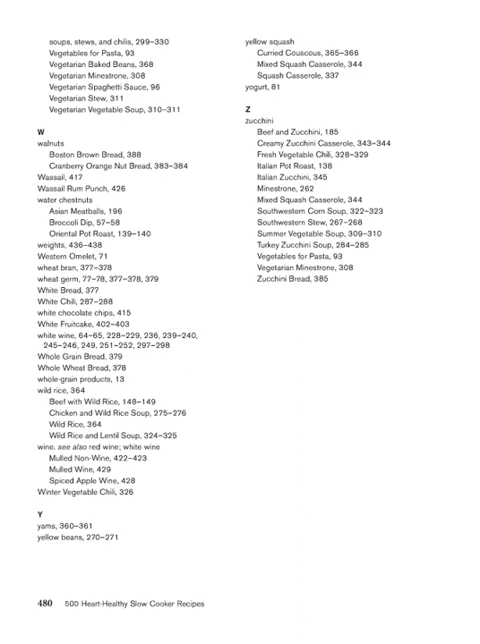 soups, stews, and chilis, 299–330
Vegetables for Pasta, 93
Vegetarian Baked Beans, 368
Vegetarian Minestrone, 308
Vegetarian Spaghetti Sauce, 96
Vegetarian Stew, 311
Vegetarian Vegetable Soup, 310–311
W
walnuts
Boston Brown Bread, 388
Cranberry Orange Nut Bread, 383–384
Wassail, 417
Wassail Rum Punch, 426
water chestnuts
Asian Meatballs, 196
Broccoli Dip, 57–58
Oriental Pot Roast, 139–140
weights, 436–438
Western Omelet, 71
wheat bran, 377–378
wheat germ, 77–78, 377–378, 379
White Bread, 377
White Chili, 287–288
white chocolate chips, 415
White Fruitcake, 402–403
white wine, 64–65, 228–229, 236, 239–240,
245–246, 249, 251–252, 297–298
Whole Grain Bread, 379
Whole Wheat Bread, 378
whole-grain products, 13
wild rice, 364
Beef with Wild Rice, 148–149
Chicken and Wild Rice Soup, 275–276
Wild Rice, 364
Wild Rice and Lentil Soup, 324–325
wine. see also red wine; white wine
Mulled Non-Wine, 422–423
Mulled Wine, 429
Spiced Apple Wine, 428
Winter Vegetable Chili, 326
Y
yams, 360–361
yellow beans, 270–271
yellow squash
Curried Couscous, 365–366
Mixed Squash Casserole, 344
Squash Casserole, 337
yogurt, 81
Z
zucchini
Beef and Zucchini, 185
Creamy Zucchini Casserole, 343–344
Fresh Vegetable Chili, 328–329
Italian Pot Roast, 138
Italian Zucchini, 345
Minestrone, 262
Mixed Squash Casserole, 344
Southwestern Corn Soup, 322–323
Southwestern Stew, 267–268
Summer Vegetable Soup, 309–310
Turkey Zucchini Soup, 284–285
Vegetables for Pasta, 93
Vegetarian Minestrone, 308
Zucchini Bread, 385
480 500 Heart-Healthy Slow Cooker Recipes